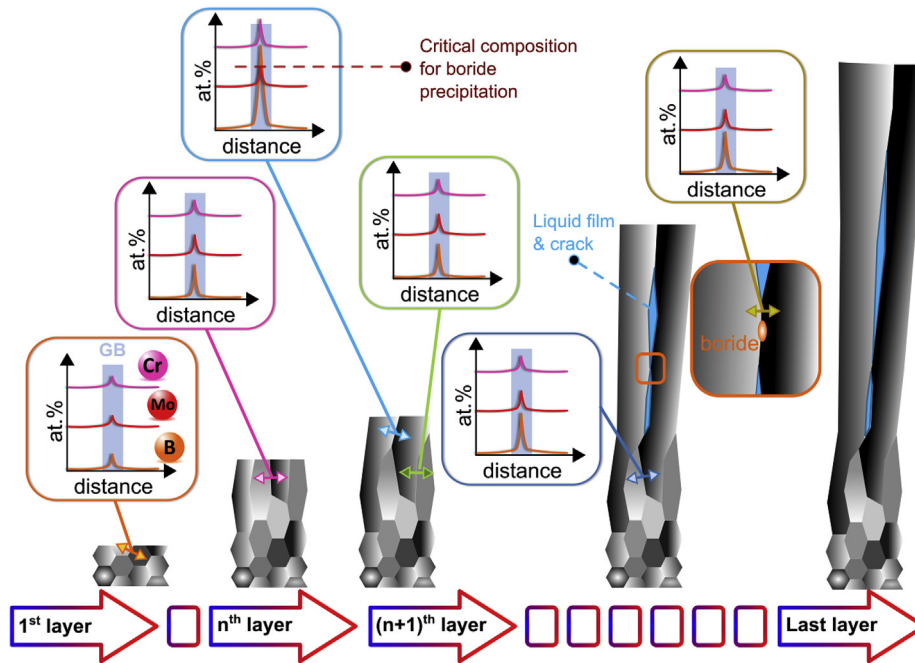 at.%
distance
Critical composition
for boride
precipitation
at.%
distance
at.%
distance
at.%
distance
Liquid film
& crack
boride
GB
Cr
Mo
B
at.%
distance
at.%
distance
1st layer
nth layer
(n+1)th layer
Last layer